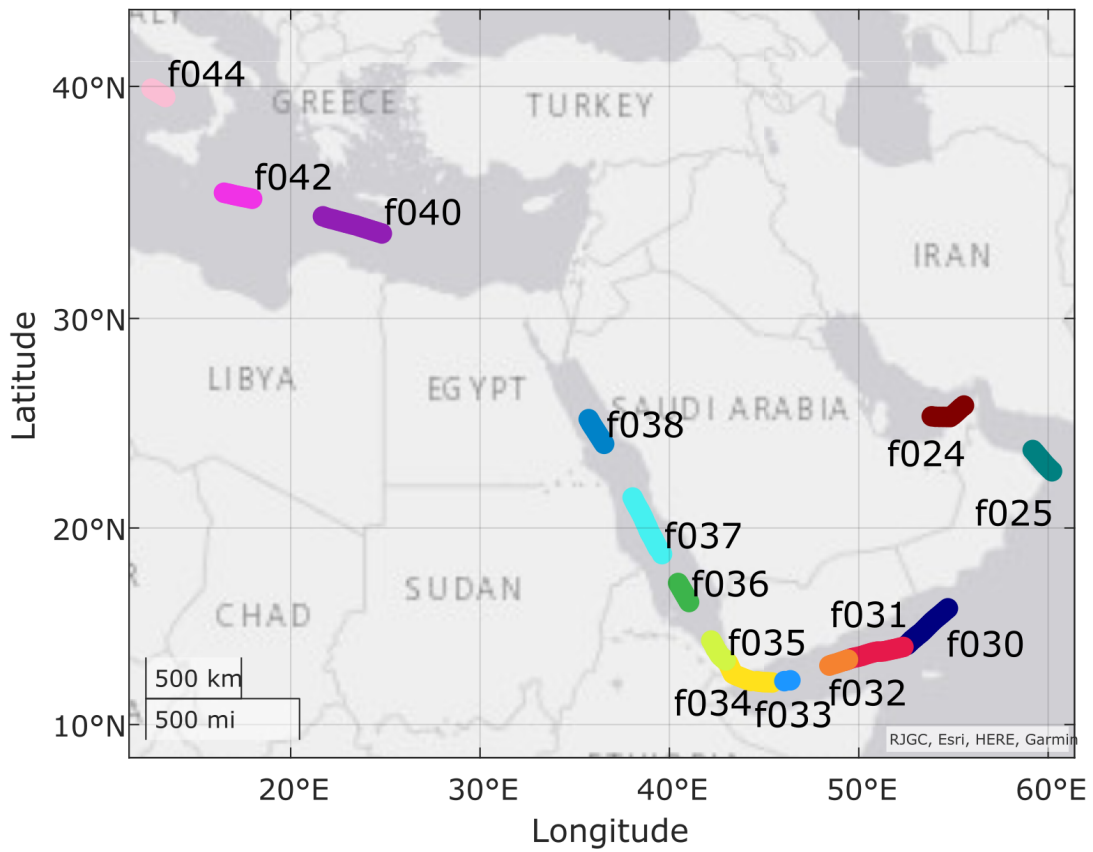 f044
40°N
GREECE
TURKEY
f042
f040
IRAN
30°N
LIBYA
EGYPT
SAUDI ARABIA
f038
f024
f025
20°N
f037
f036
SUDAN
CHAD
f031
f035
f030
500 km
f034
f032
500 mi
f033
10°N
RJGC, Esri, HERE, Garmin
20°E
30°E
40°E
50°E
60°E
Longitude
Latitude